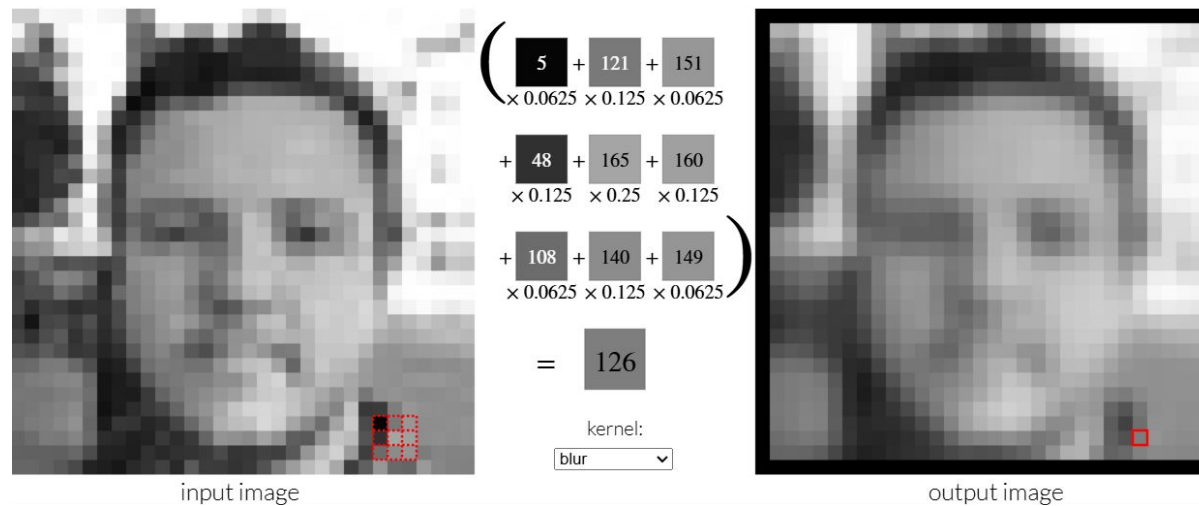 ( 5 + 121 + 151
× 0.0625 × 0.125 × 0.0625
+ 48 + 165 + 160
× 0.125 × 0.25 × 0.125
+ 108 + 140 + 149 )
× 0.0625 × 0.125 × 0.0625
= 126
kernel:
blur
input image
output image